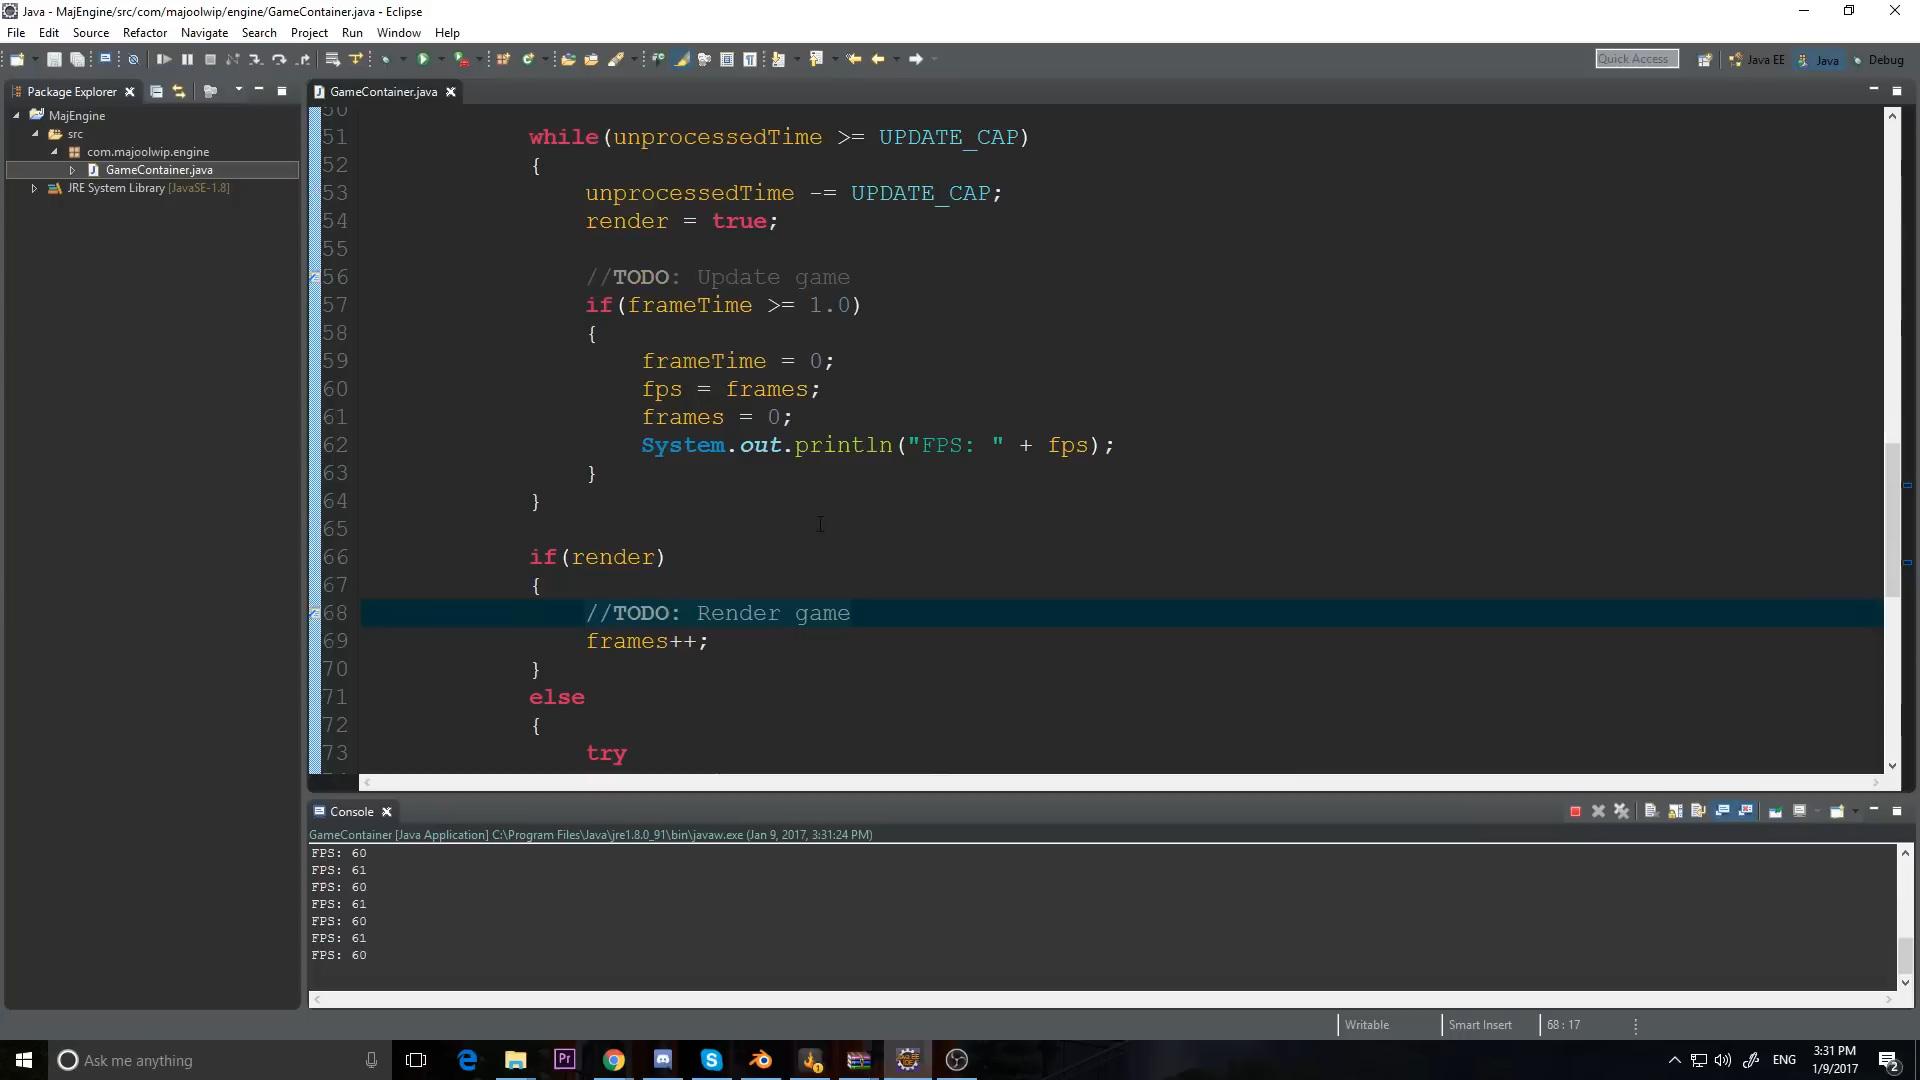 Java - MajEngine/src/com/majoolwip/engine/GameContainer.java - Eclipse
File Edit Source Refactor Navigate Search Project Run Window Help
Quick Access
Java EE
Java
Debug
Package Explorer
MajEngine
src
com.majoolwip.engine
GameContainer.java
JRE System Library [JavaSE-1.8]
GameContainer.java
50
51 while(unprocessedTime >= UPDATE_CAP)
52 {
53 unprocessedTime -= UPDATE_CAP;
54 render = true;
55
56 //TODO: Update game
57 if(frameTime >= 1.0)
58 {
59 frameTime = 0;
60 fps = frames;
61 frames = 0;
62 System.out.println("FPS: " + fps);
63 }
64 }
65
66 if(render)
67 {
68 //TODO: Render game
69 frames++;
70 }
71 else
72 {
73 try
Console
GameContainer [Java Application] C:\Program Files\Java\jre1.8.0_91\bin\javaw.exe (Jan 9, 2017, 3:31:24 PM)
FPS: 60
FPS: 61
FPS: 60
FPS: 61
FPS: 60
FPS: 61
FPS: 60
Writable
Smart Insert
68 : 17
Ask me anything
Pr
ENG
3:31 PM
1/9/2017
2